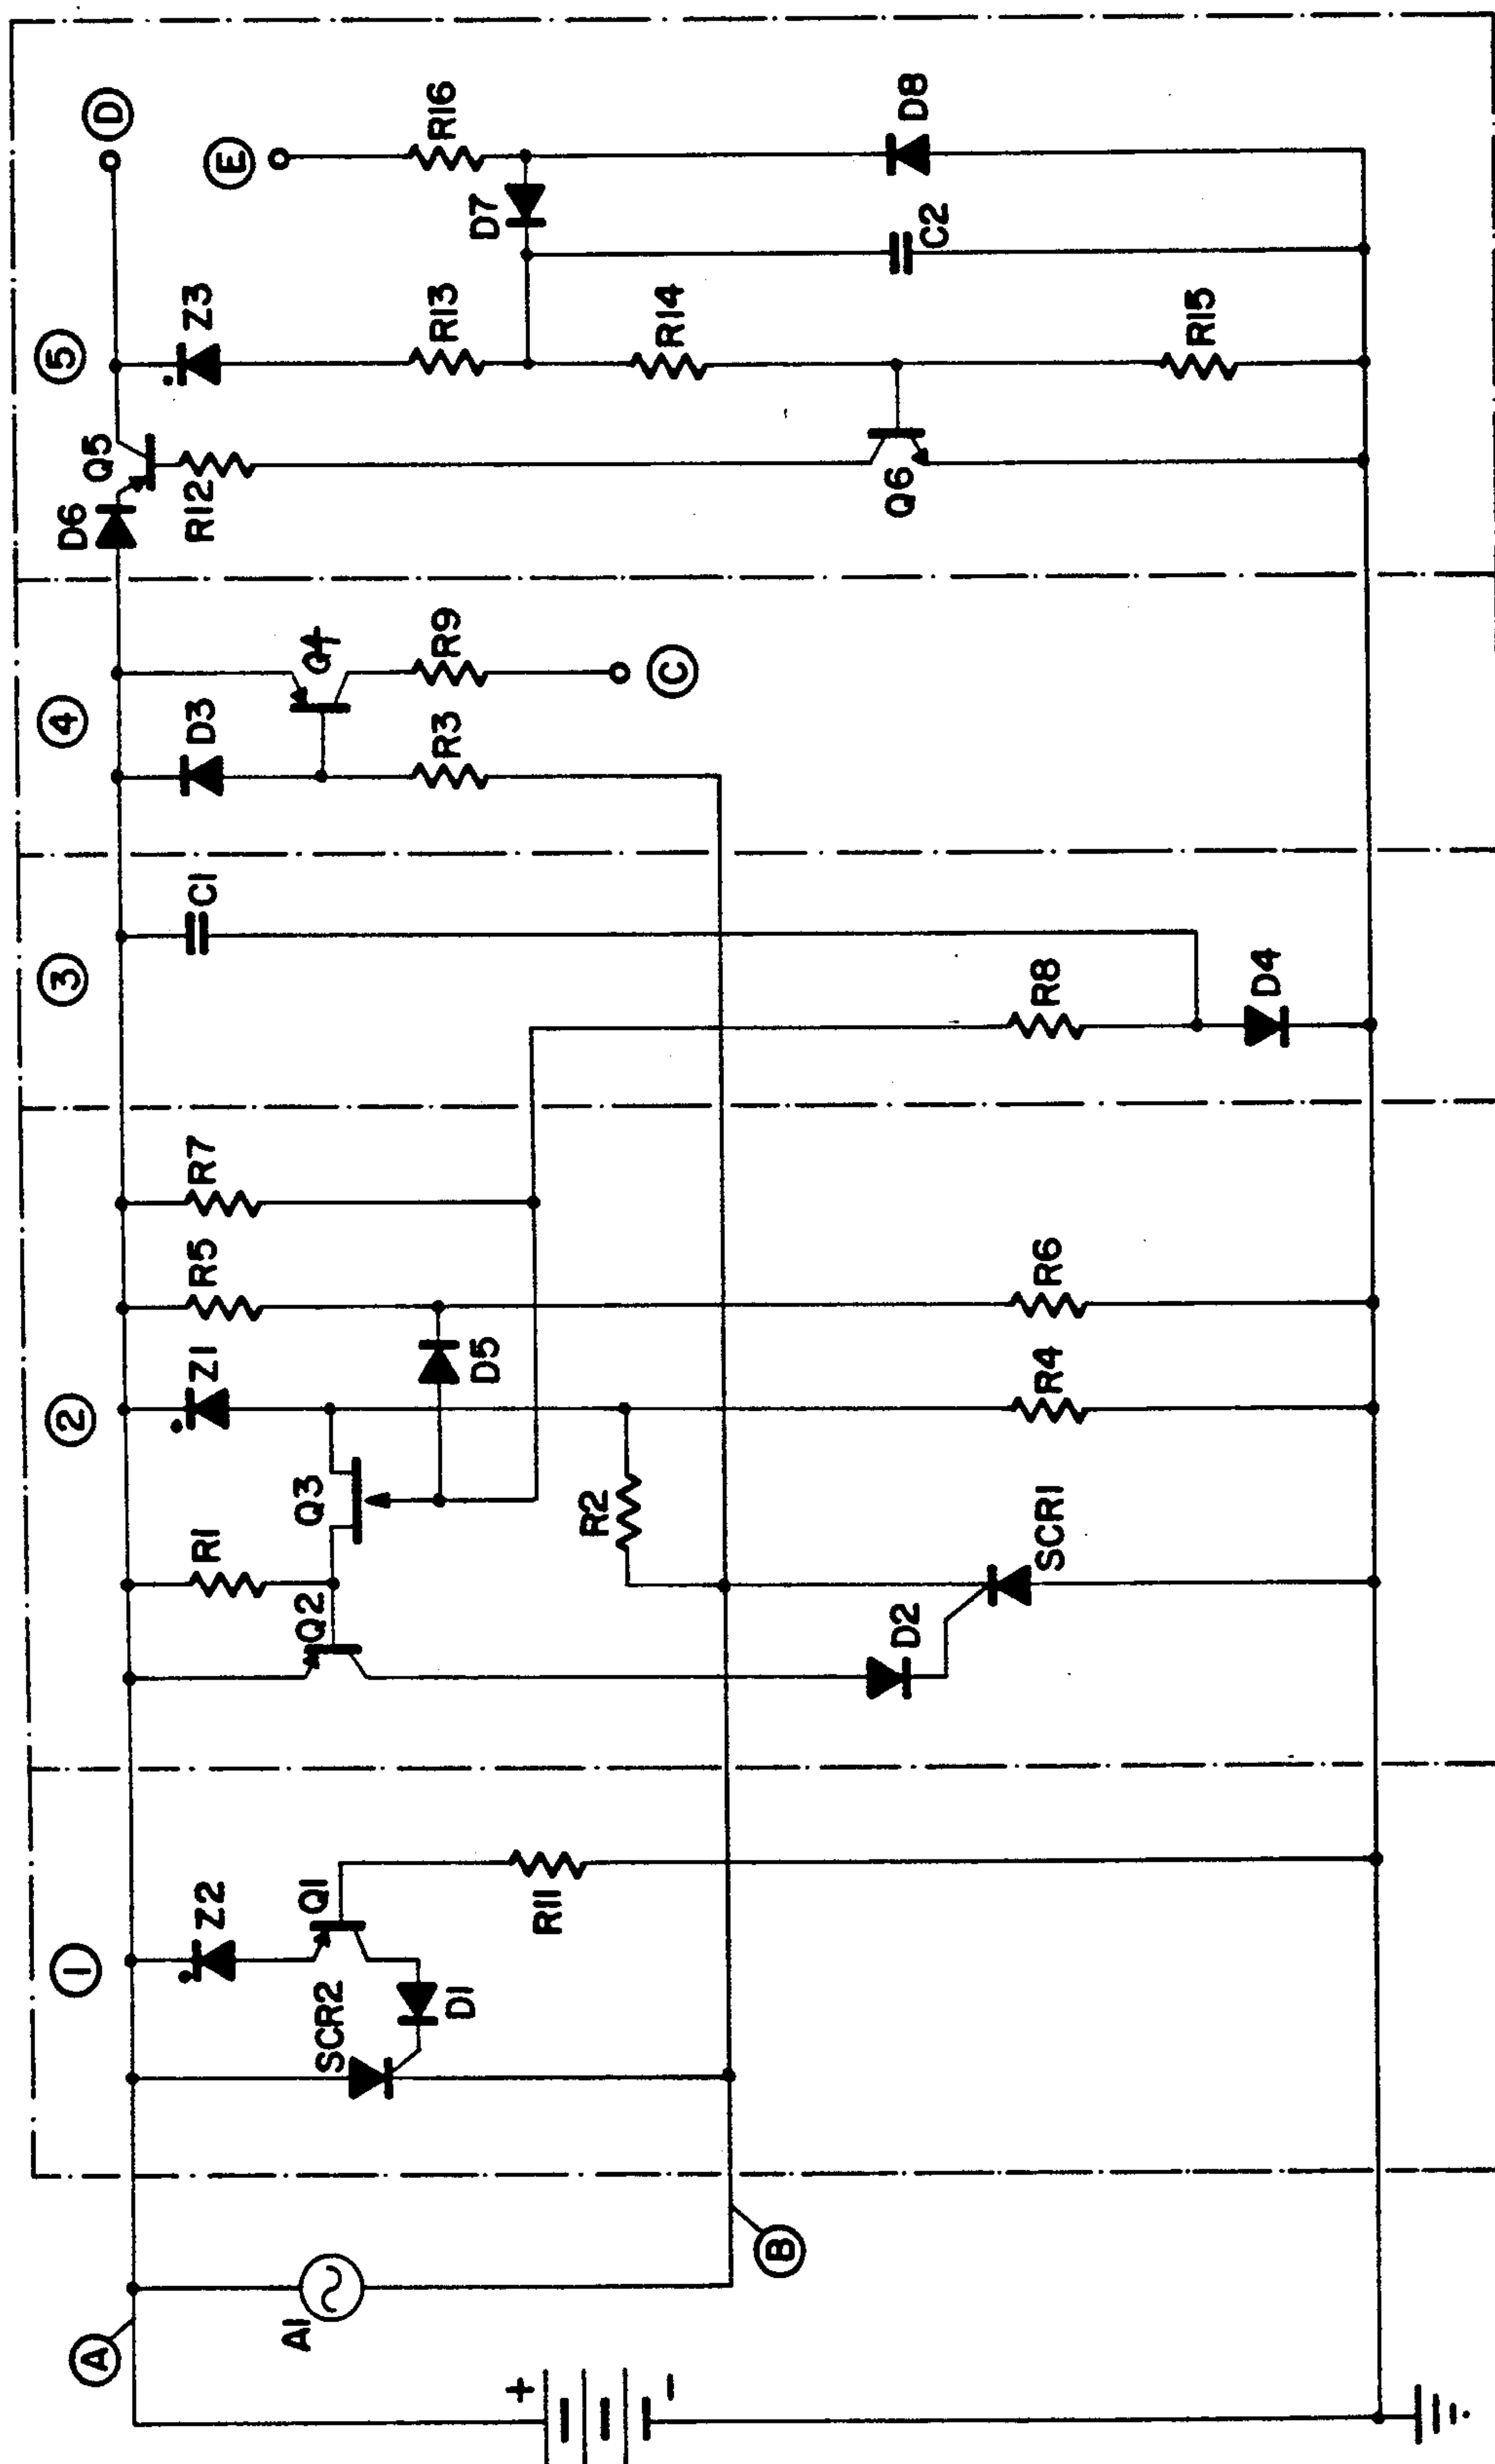 A
A1
B
+
-
1
Z2
Q1
SCR2
D1
R11
2
R1
Q2
Q3
Z1
R5
R7
D5
R2
D2
SCR1
R4
R6
3
C1
R8
D4
4
D3
Q4
R3
R9
C
5
D6
Q5
R12
Z3
R13
R14
Q6
R15
D7
C2
R16
D8
D
E